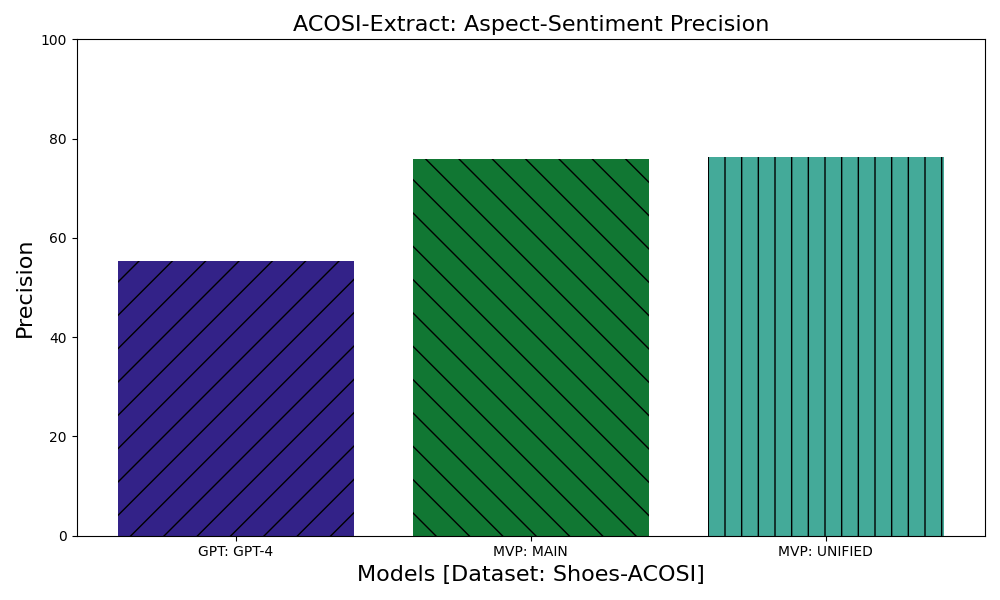 ACOSI-Extract: Aspect-Sentiment Precision
100
80
60
40
20
0
Precision
GPT: GPT-4
MVP: MAIN
MVP: UNIFIED
Models [Dataset: Shoes-ACOSI]